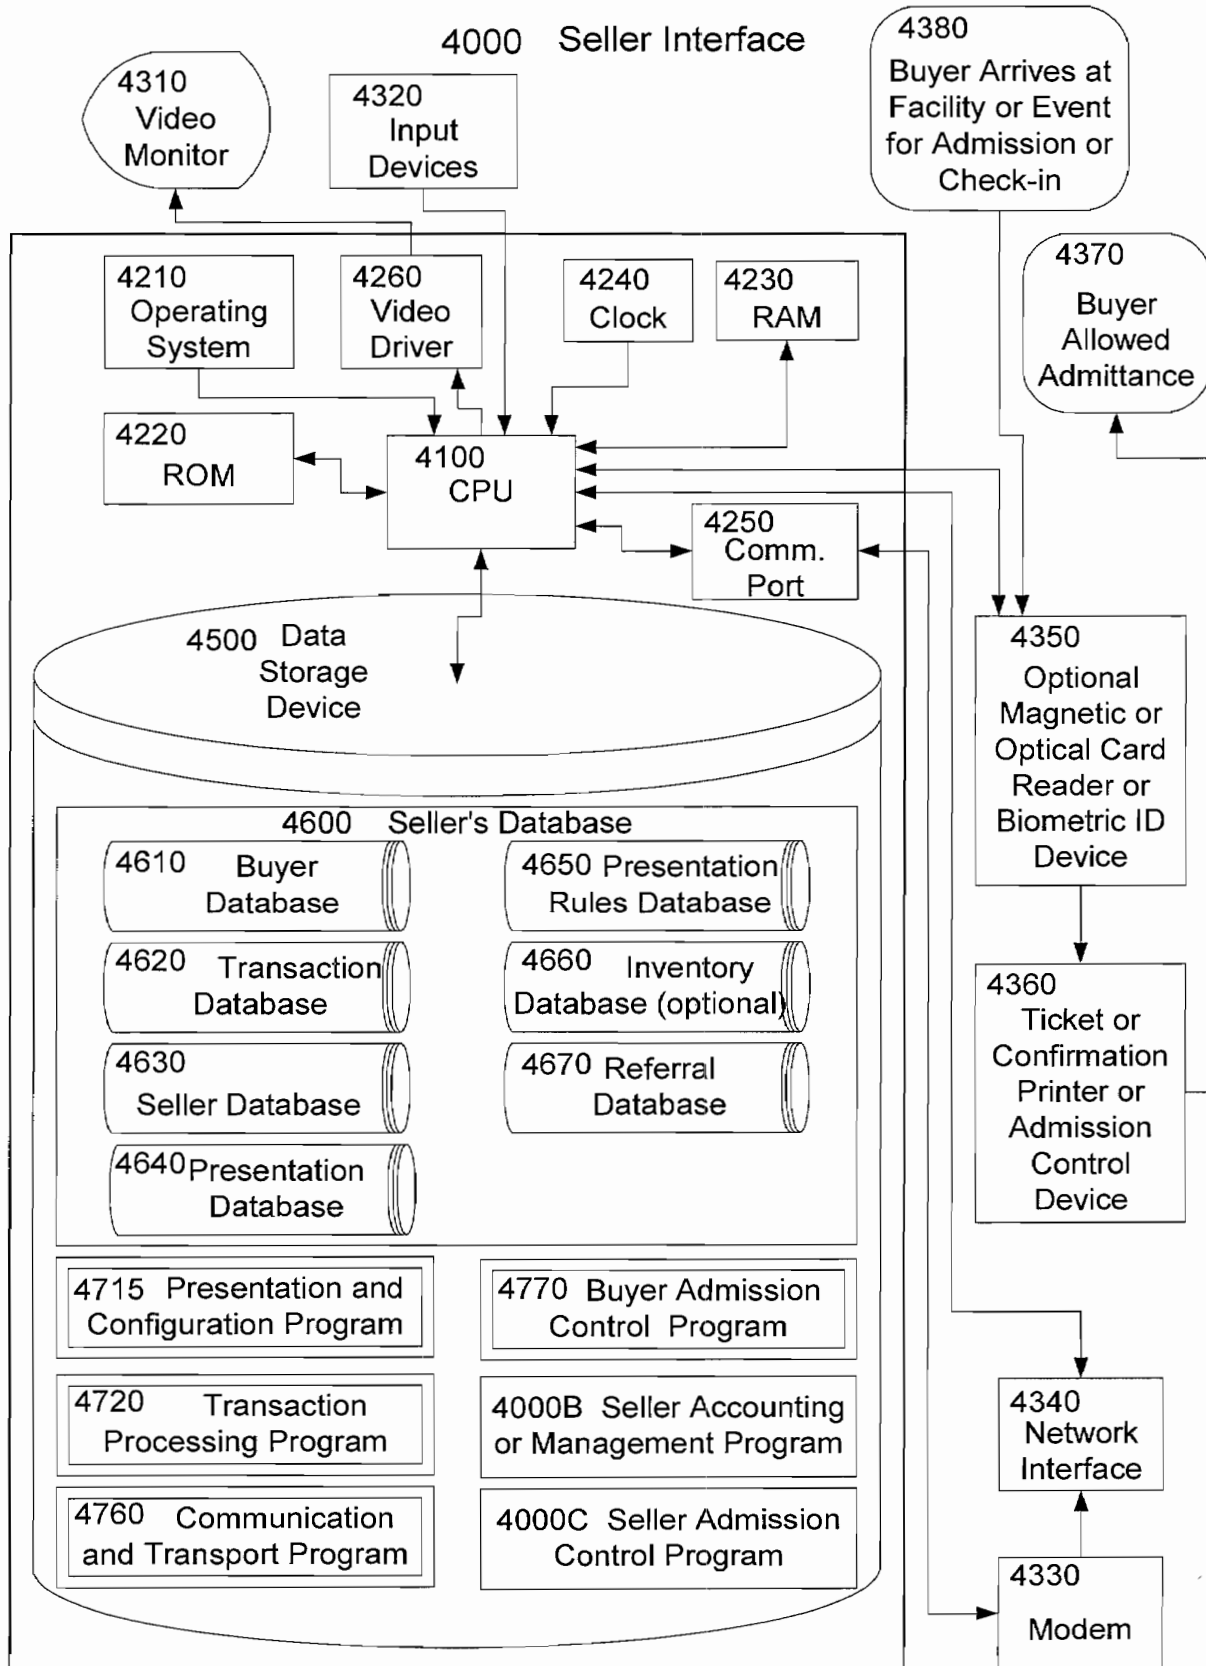 4000 Seller Interface
4310
Video
Monitor
4320
Input
Devices
4380
Buyer Arrives at
Facility or Event
for Admission or
Check-in
4210
Operating
System
4260
Video
Driver
4240
Clock
4230
RAM
4370
Buyer
Allowed
Admittance
4220
ROM
4100
CPU
4250
Comm.
Port
4500 Data
Storage
Device
4350
Optional
Magnetic or
Optical Card
Reader or
Biometric ID
Device
4600 Seller's Database
4610 Buyer
Database
4650 Presentation
Rules Database
4620 Transaction
Database
4660 Inventory
Database (optional)
4630
Seller Database
4670 Referral
Database
4640 Presentation
Database
4360
Ticket or
Confirmation
Printer or
Admission
Control
Device
4715 Presentation and
Configuration Program
4770 Buyer Admission
Control Program
4720 Transaction
Processing Program
4000B Seller Accounting
or Management Program
4340
Network
Interface
4760 Communication
and Transport Program
4000C Seller Admission
Control Program
4330
Modem